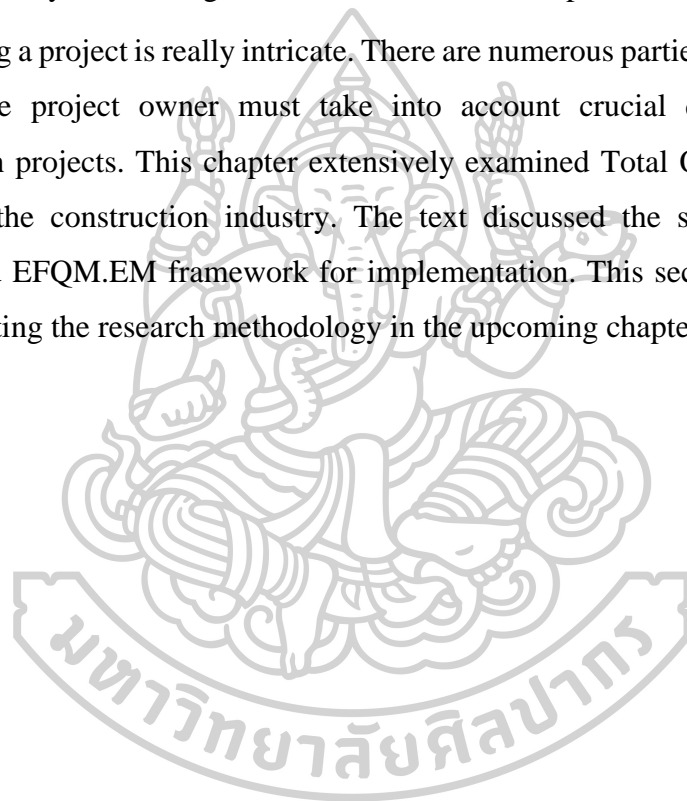 g a project is really intricate. There are numerous partie
e project owner must take into account crucial
n projects. This chapter extensively examined Total
the construction industry. The text discussed the s
EFQM.EM framework for implementation. This sec
ting the research methodology in the upcoming chapte
มหาวิทยาลัยศิลปากร